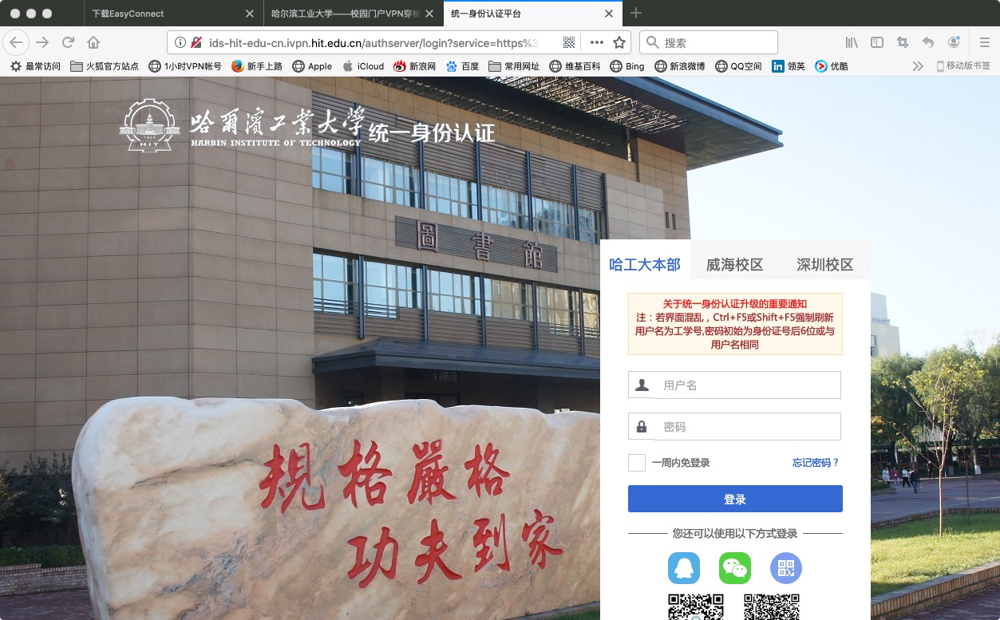 下载EasyConnect
哈尔滨工业大学——校园门户VPN穿梭
统一身份认证平台
ids-hit-edu-cn.ivpn.hit.edu.cn/authserver/login?service=https%3
搜索
最常访问 火狐官方站点 1小时VPN帐号 新手上路 Apple iCloud 新浪网 百度 常用网址 维基百科 Bing 新浪微博 QQ空间 领英 优酷 移动版书签
哈爾濱工業大学 统一身份认证
HARBIN INSTITUTE OF TECHNOLOGY
HIT
圖書館
規格嚴格
功夫到家
哈工大本部 威海校区 深圳校区
关于统一身份认证升级的重要通知
注：若界面混乱，Ctrl+F5或Shift+F5强制刷新
用户名为工学号,密码初始为身份证号后6位或与
用户名相同
用户名
密码
一周内免登录 忘记密码？
登录
您还可以使用以下方式登录